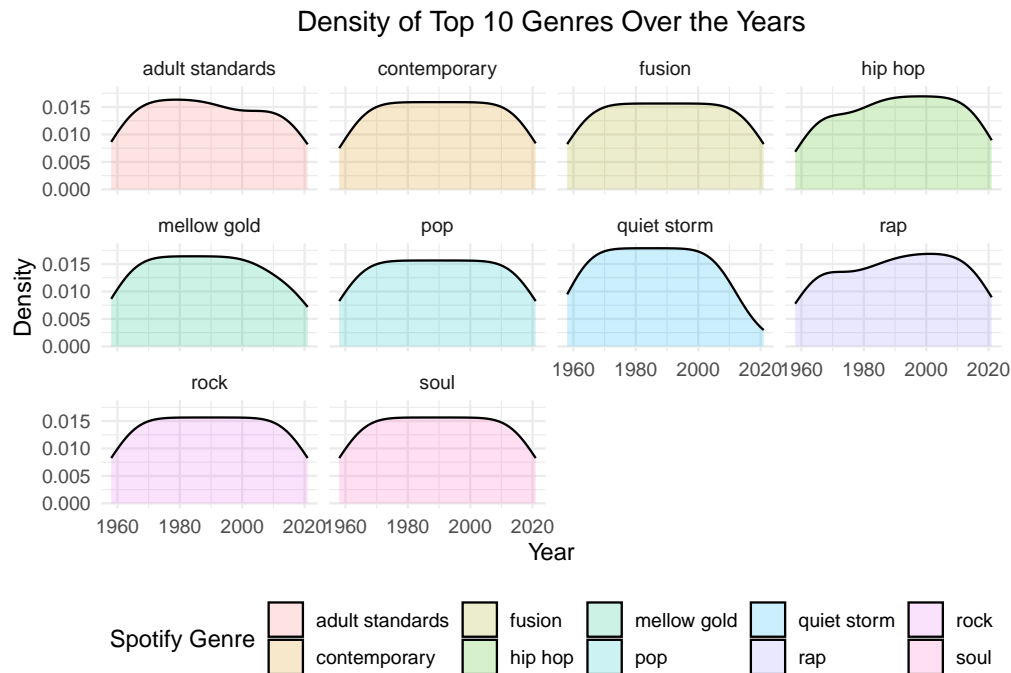 Density of Top 10 Genres Over the Years
adult standards contemporary fusion hip hop
0.015
0.010
0.005
0.000
mellow gold pop quiet storm rap
0.015
0.010
0.005
0.000
1960 1980 2000 2020 1960 1980 2000 2020
rock soul
0.015
0.010
0.005
0.000
1960 1980 2000 2020 1960 1980 2000 2020
Density
Year
Spotify Genre
adult standards fusion mellow gold quiet storm rock
contemporary hip hop pop rap soul